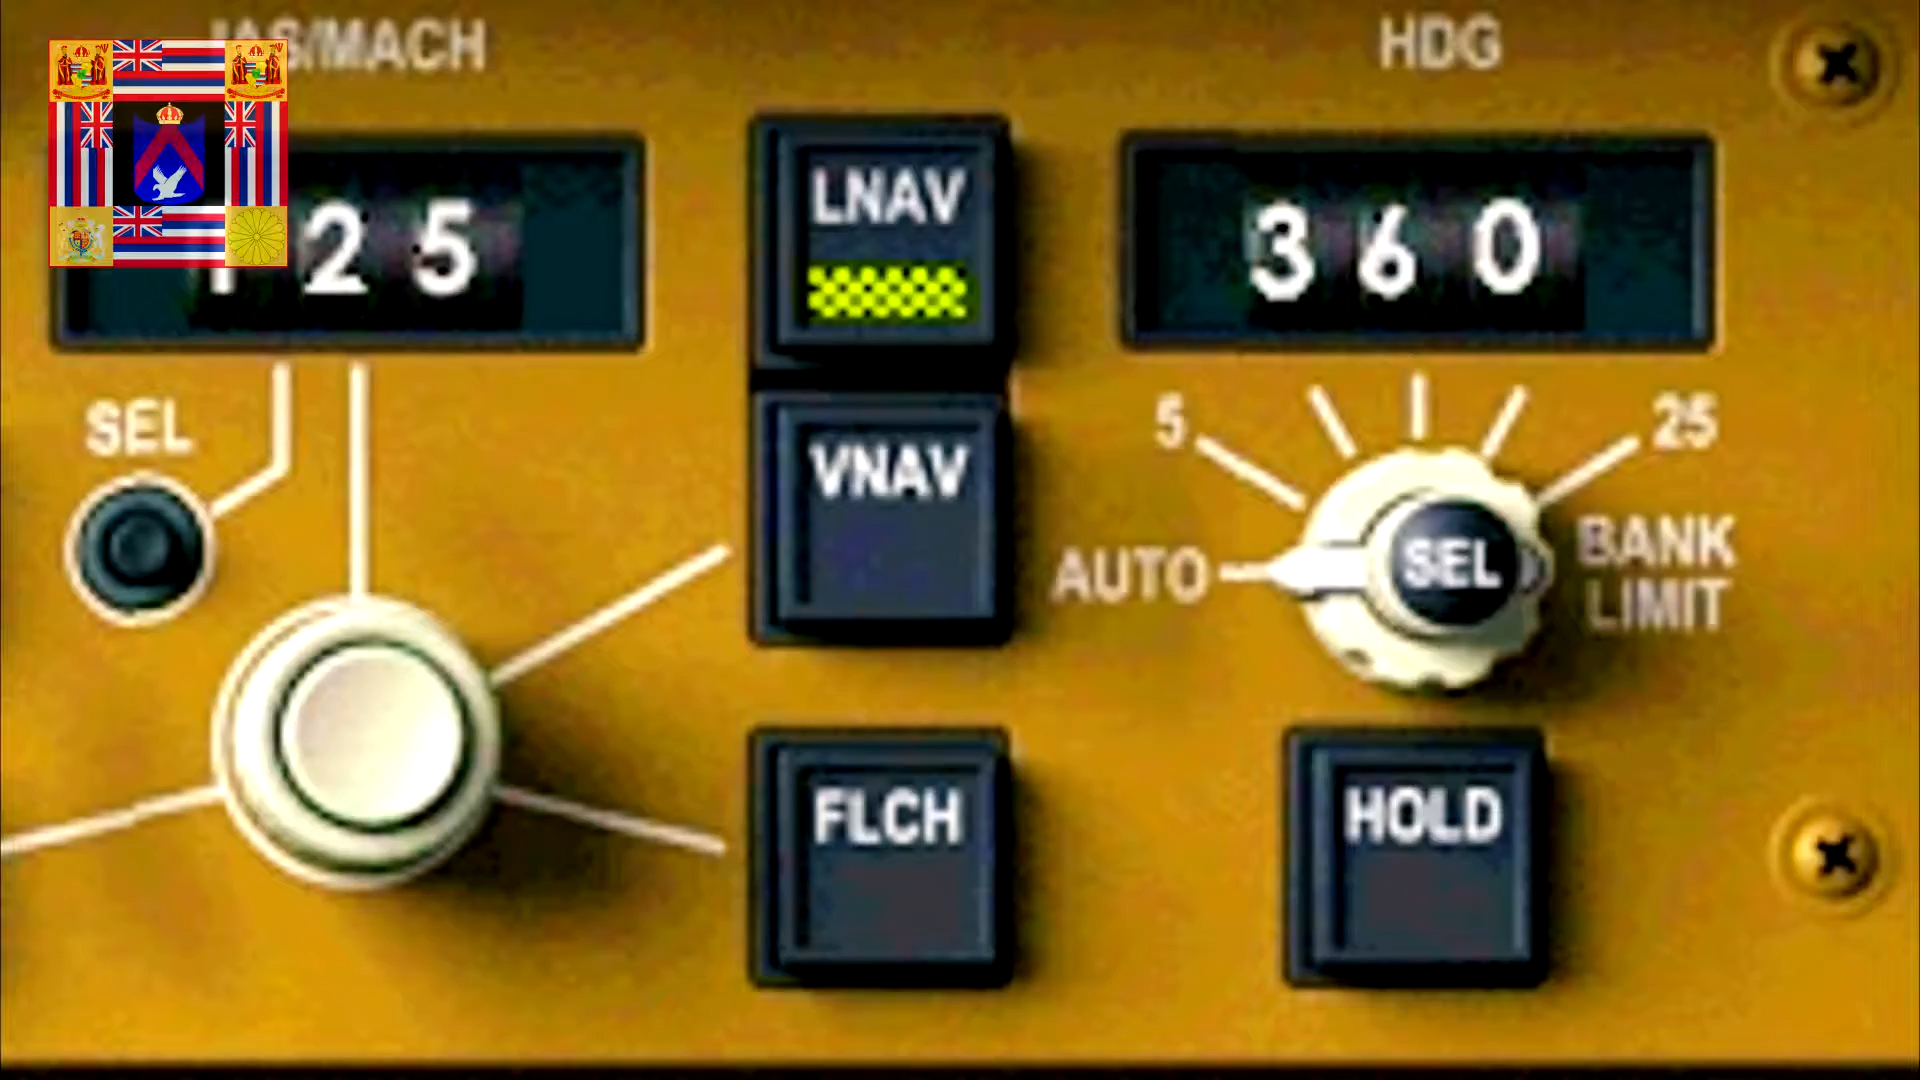 IAS/MACH
HDG
125
LNAV
360
SEL
VNAV
5
25
AUTO
SEL
BANK
LIMIT
FLCH
HOLD